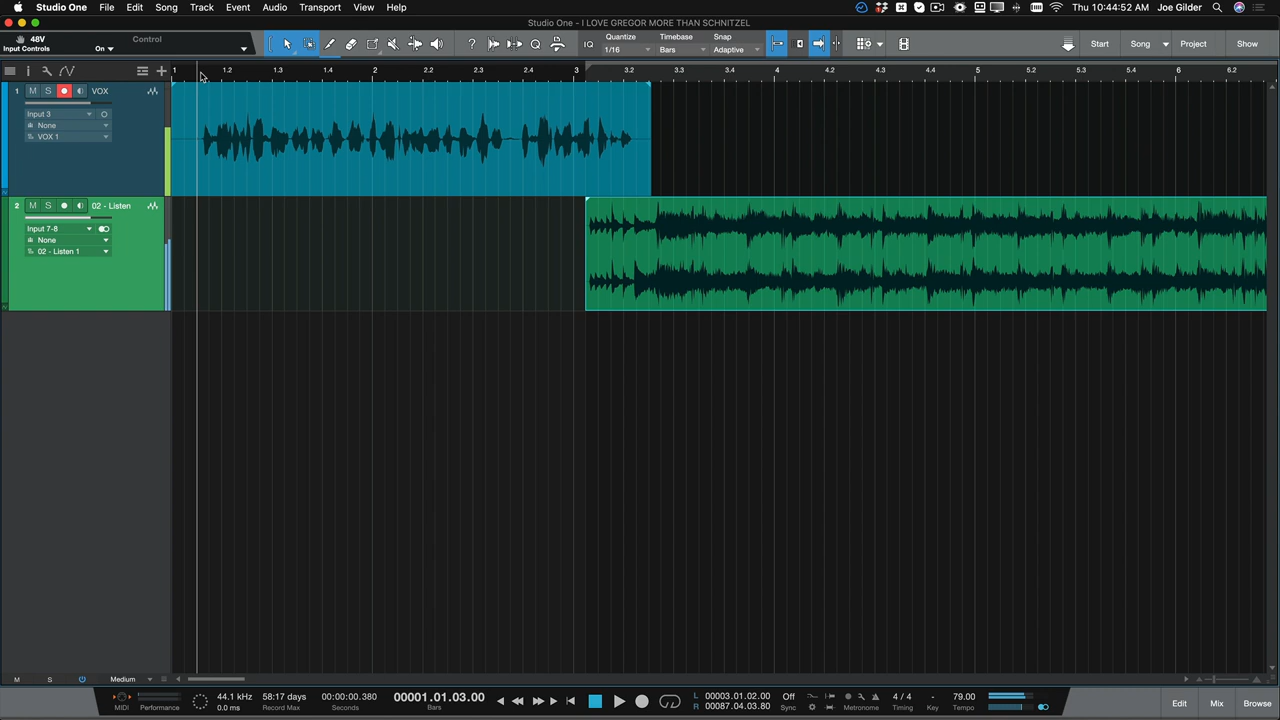 Studio One File Edit Song Track Event Audio Transport View Help Thu 10:44:52 Joe Gilder
Studio One - I LOVE GREGOR MORE THAN SCHNITZEL
48V Control
Input Controls On
Quantize Timebase Snap
IQ 1/16 Bars Adaptive Start Song Project Show
1 1.2 1.3 1.4 2 2.2 2.3 3 3.2 3.3 3.4 4 4.2 4.3 4.4 5 5.2 5.3 5.4 6 6.2
1 M S VOX
Input 3
None
VOX 1
2 M S 02 - Listen
Input 7-8
None
02 - Listen 1
M S Medium
MIDI Performance
44.1 kHz 58:17 days 00:00:00.380 00001.01.03.00
0.0 ms Record Max Seconds Bars
L 00003.01.02.00 Off 4 / 4 - 79.00
R 00087.04.03.80 Sync Metronome Timing Key Tempo
Edit Mix Browse